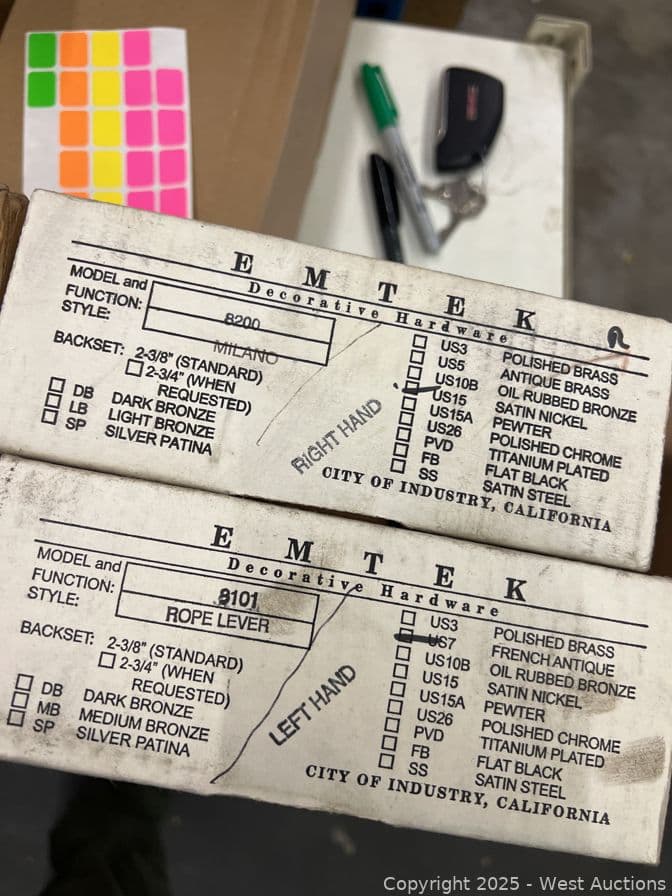 E M T E K
Decorative Hardware
MODEL and
FUNCTION: 8200
STYLE: MILANO
BACKSET: 2-3/8" (STANDARD)
2-3/4" (WHEN
REQUESTED)
DB DARK BRONZE
LB LIGHT BRONZE
SP SILVER PATINA
RIGHT HAND
US3 POLISHED BRASS
US5 ANTIQUE BRASS
US10B OIL RUBBED BRONZE
US15 SATIN NICKEL
US15A PEWTER
US26 POLISHED CHROME
PVD TITANIUM PLATED
FB FLAT BLACK
SS SATIN STEEL
CITY OF INDUSTRY, CALIFORNIA
E M T E K
Decorative Hardware
MODEL and
FUNCTION: 8101
STYLE: ROPE LEVER
BACKSET: 2-3/8" (STANDARD)
2-3/4" (WHEN
REQUESTED)
DB DARK BRONZE
MB MEDIUM BRONZE
SP SILVER PATINA
LEFT HAND
US3 POLISHED BRASS
US7 FRENCH ANTIQUE
US10B OIL RUBBED BRONZE
US15 SATIN NICKEL
US15A PEWTER
US26 POLISHED CHROME
PVD TITANIUM PLATED
FB FLAT BLACK
SS SATIN STEEL
CITY OF INDUSTRY, CALIFORNIA
Copyright 2025 - West Auctions